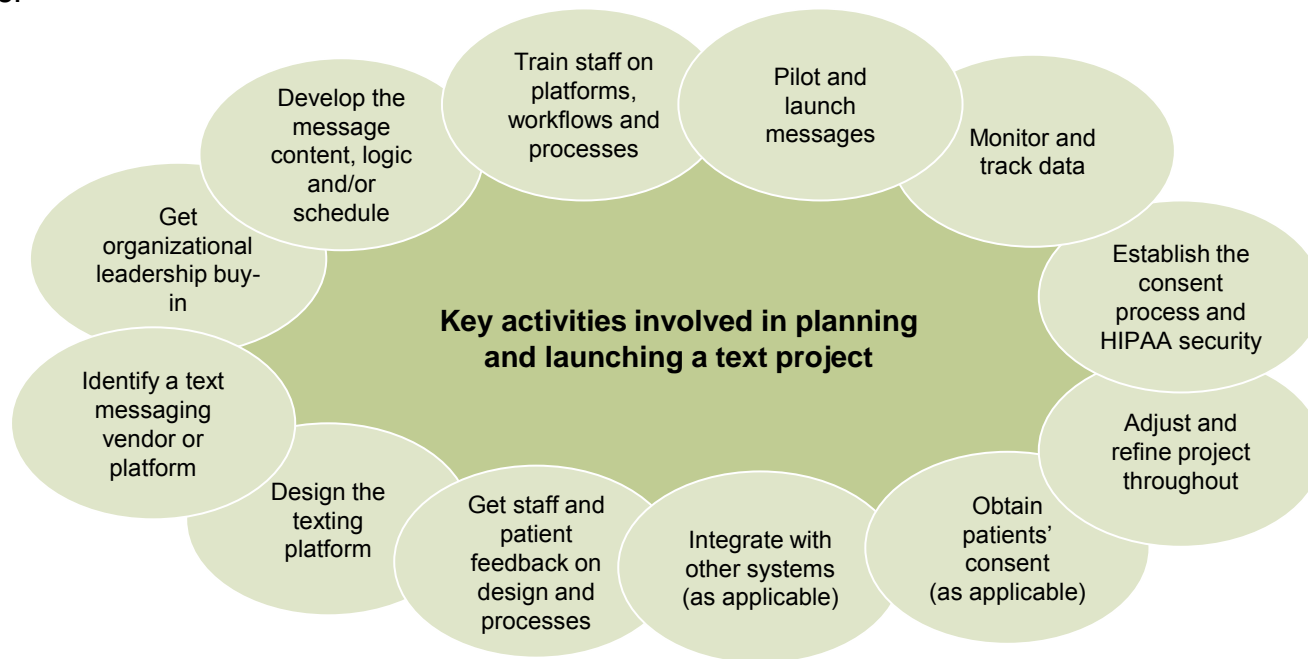 Train staff on
platforms,
workflows and
processes
Pilot and
launch
messages
Develop the
message
content, logic
and/or
schedule
Monitor and
track data
Get
organizational
leadership buy-
in
Establish the
consent
process and
HIPAA security
Key activities involved in planning
and launching a text project
Identify a text
messaging
vendor or
platform
Adjust and
refine project
throughout
Design the
texting
platform
Get staff and
patient
feedback on
design and
processes
Integrate with
other systems
(as applicable)
Obtain
patients’
consent
(as applicable)